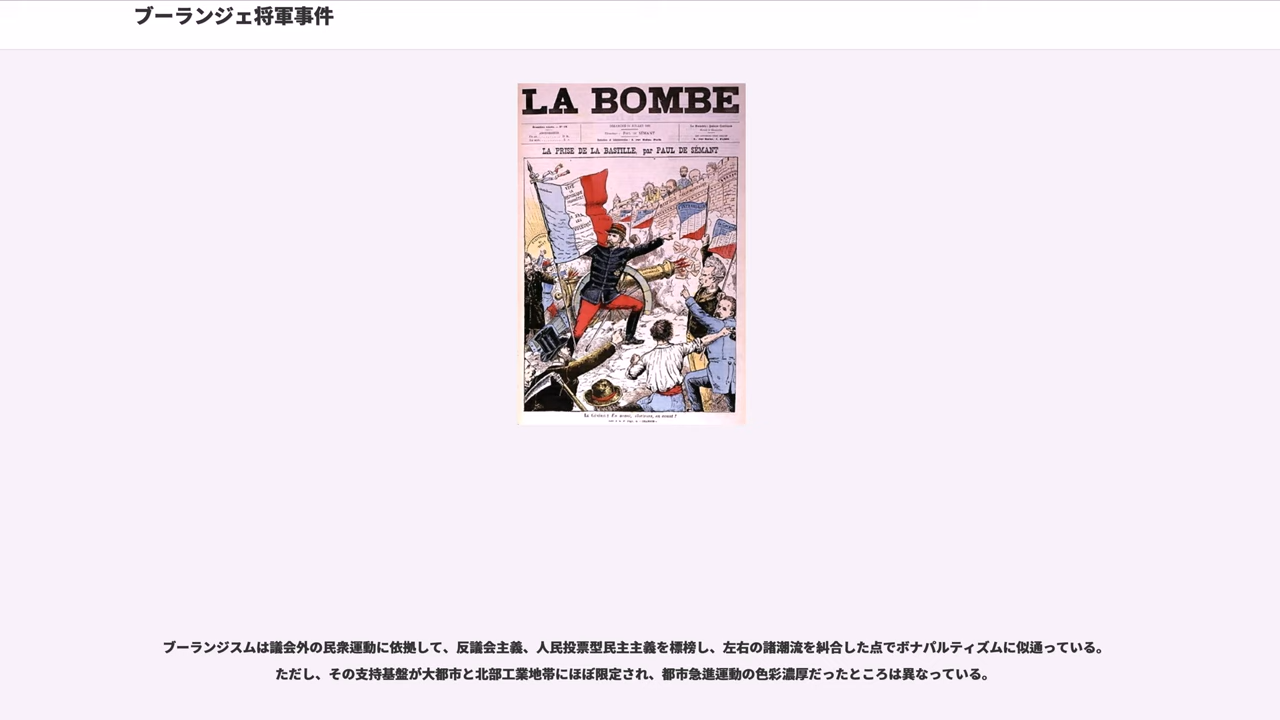 ブーランジェ将軍事件
LA BOMBE
LA PRISE DE LA BASTILLE, par PAUL DE SÉMANT
ブーランジスムは議会外の民衆運動に依拠して、反議会主義、人民投票型民主主義を標榜し、左右の諸潮流を糾合した点でボナパルティズムに似通っている。
ただし、その支持基盤が大都市と北部工業地帯にほぼ限定され、都市急進運動の色彩濃厚だったところは異なっている。